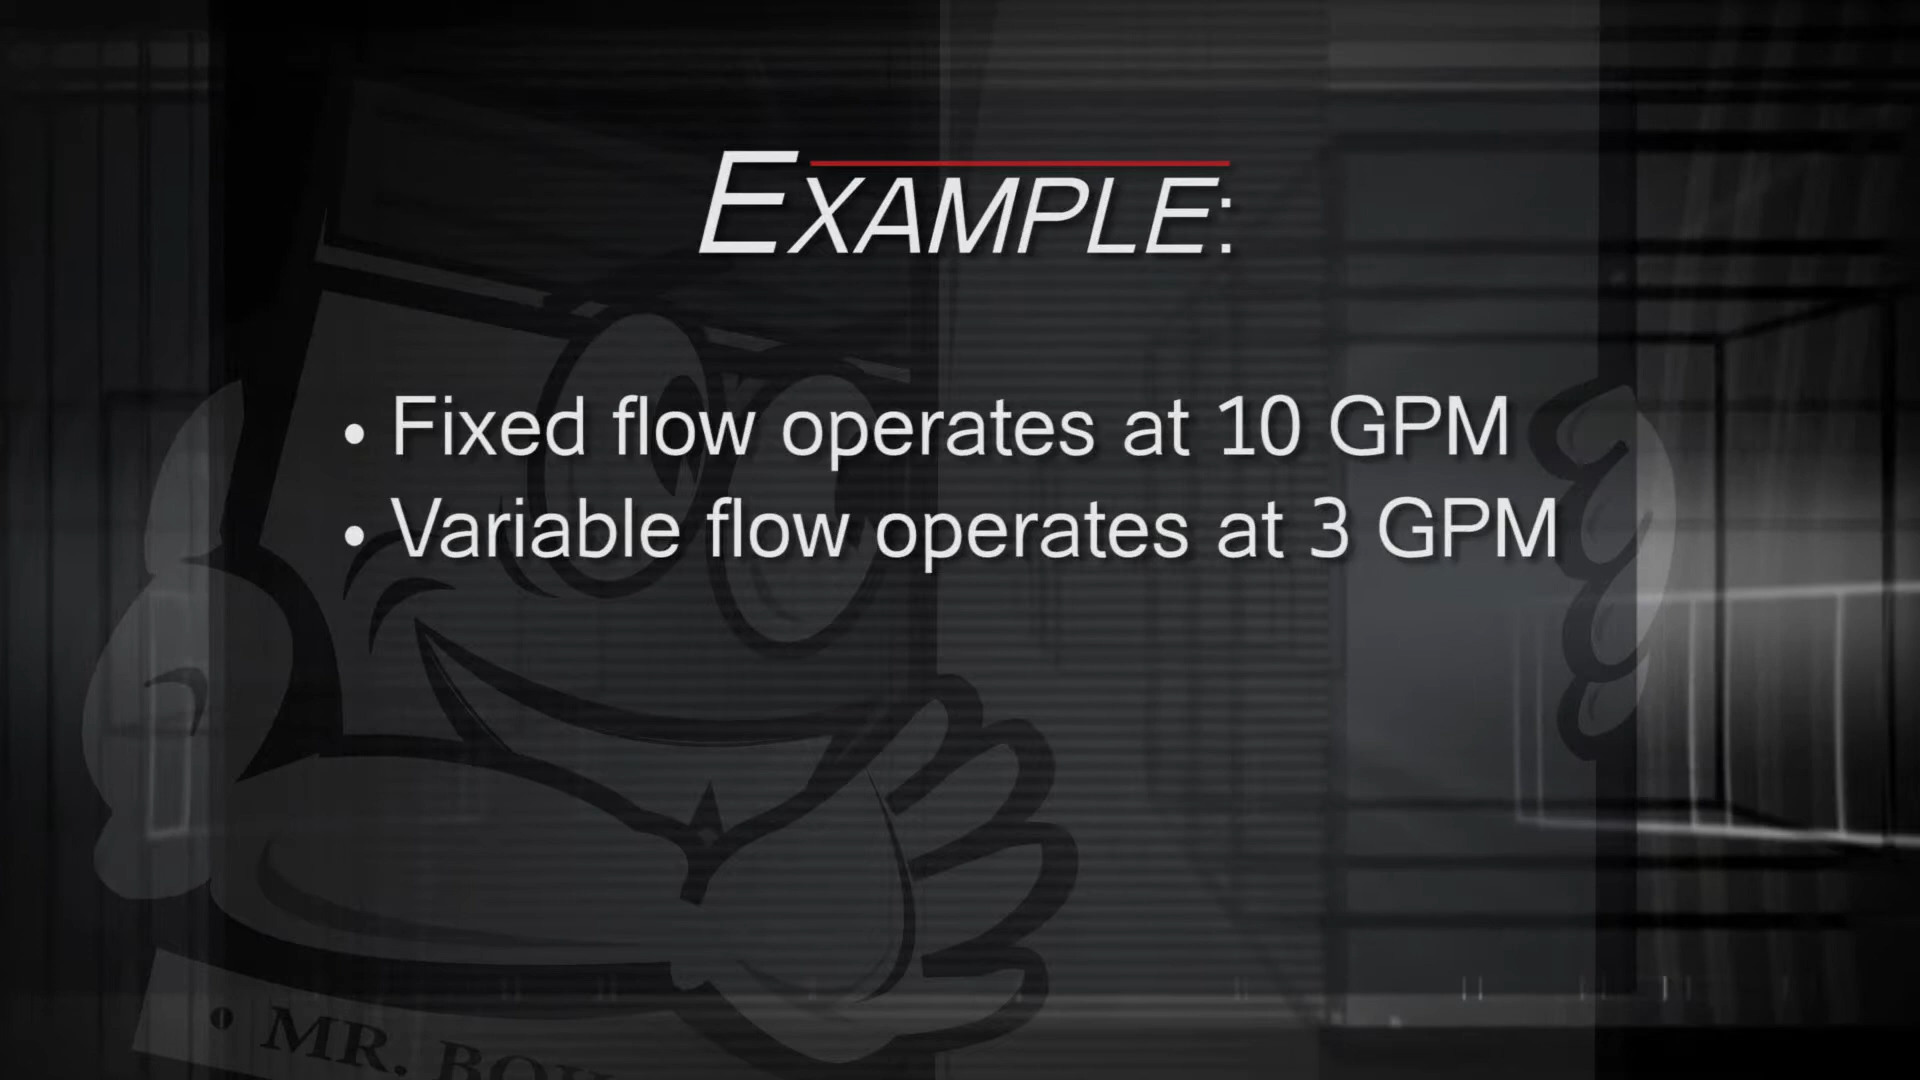 EXAMPLE:
• Fixed flow operates at 10 GPM
• Variable flow operates at 3 GPM
• MR.